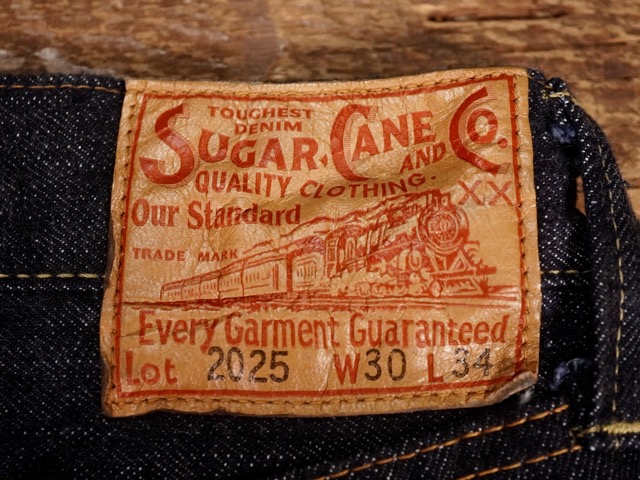 TOUGHEST
DENIM
SUGAR CANE Co.
AND
QUALITY CLOTHING.
XX
Our Standard
TRADE MARK
Every Garment Guaranteed
Lot 2025 W30 L34